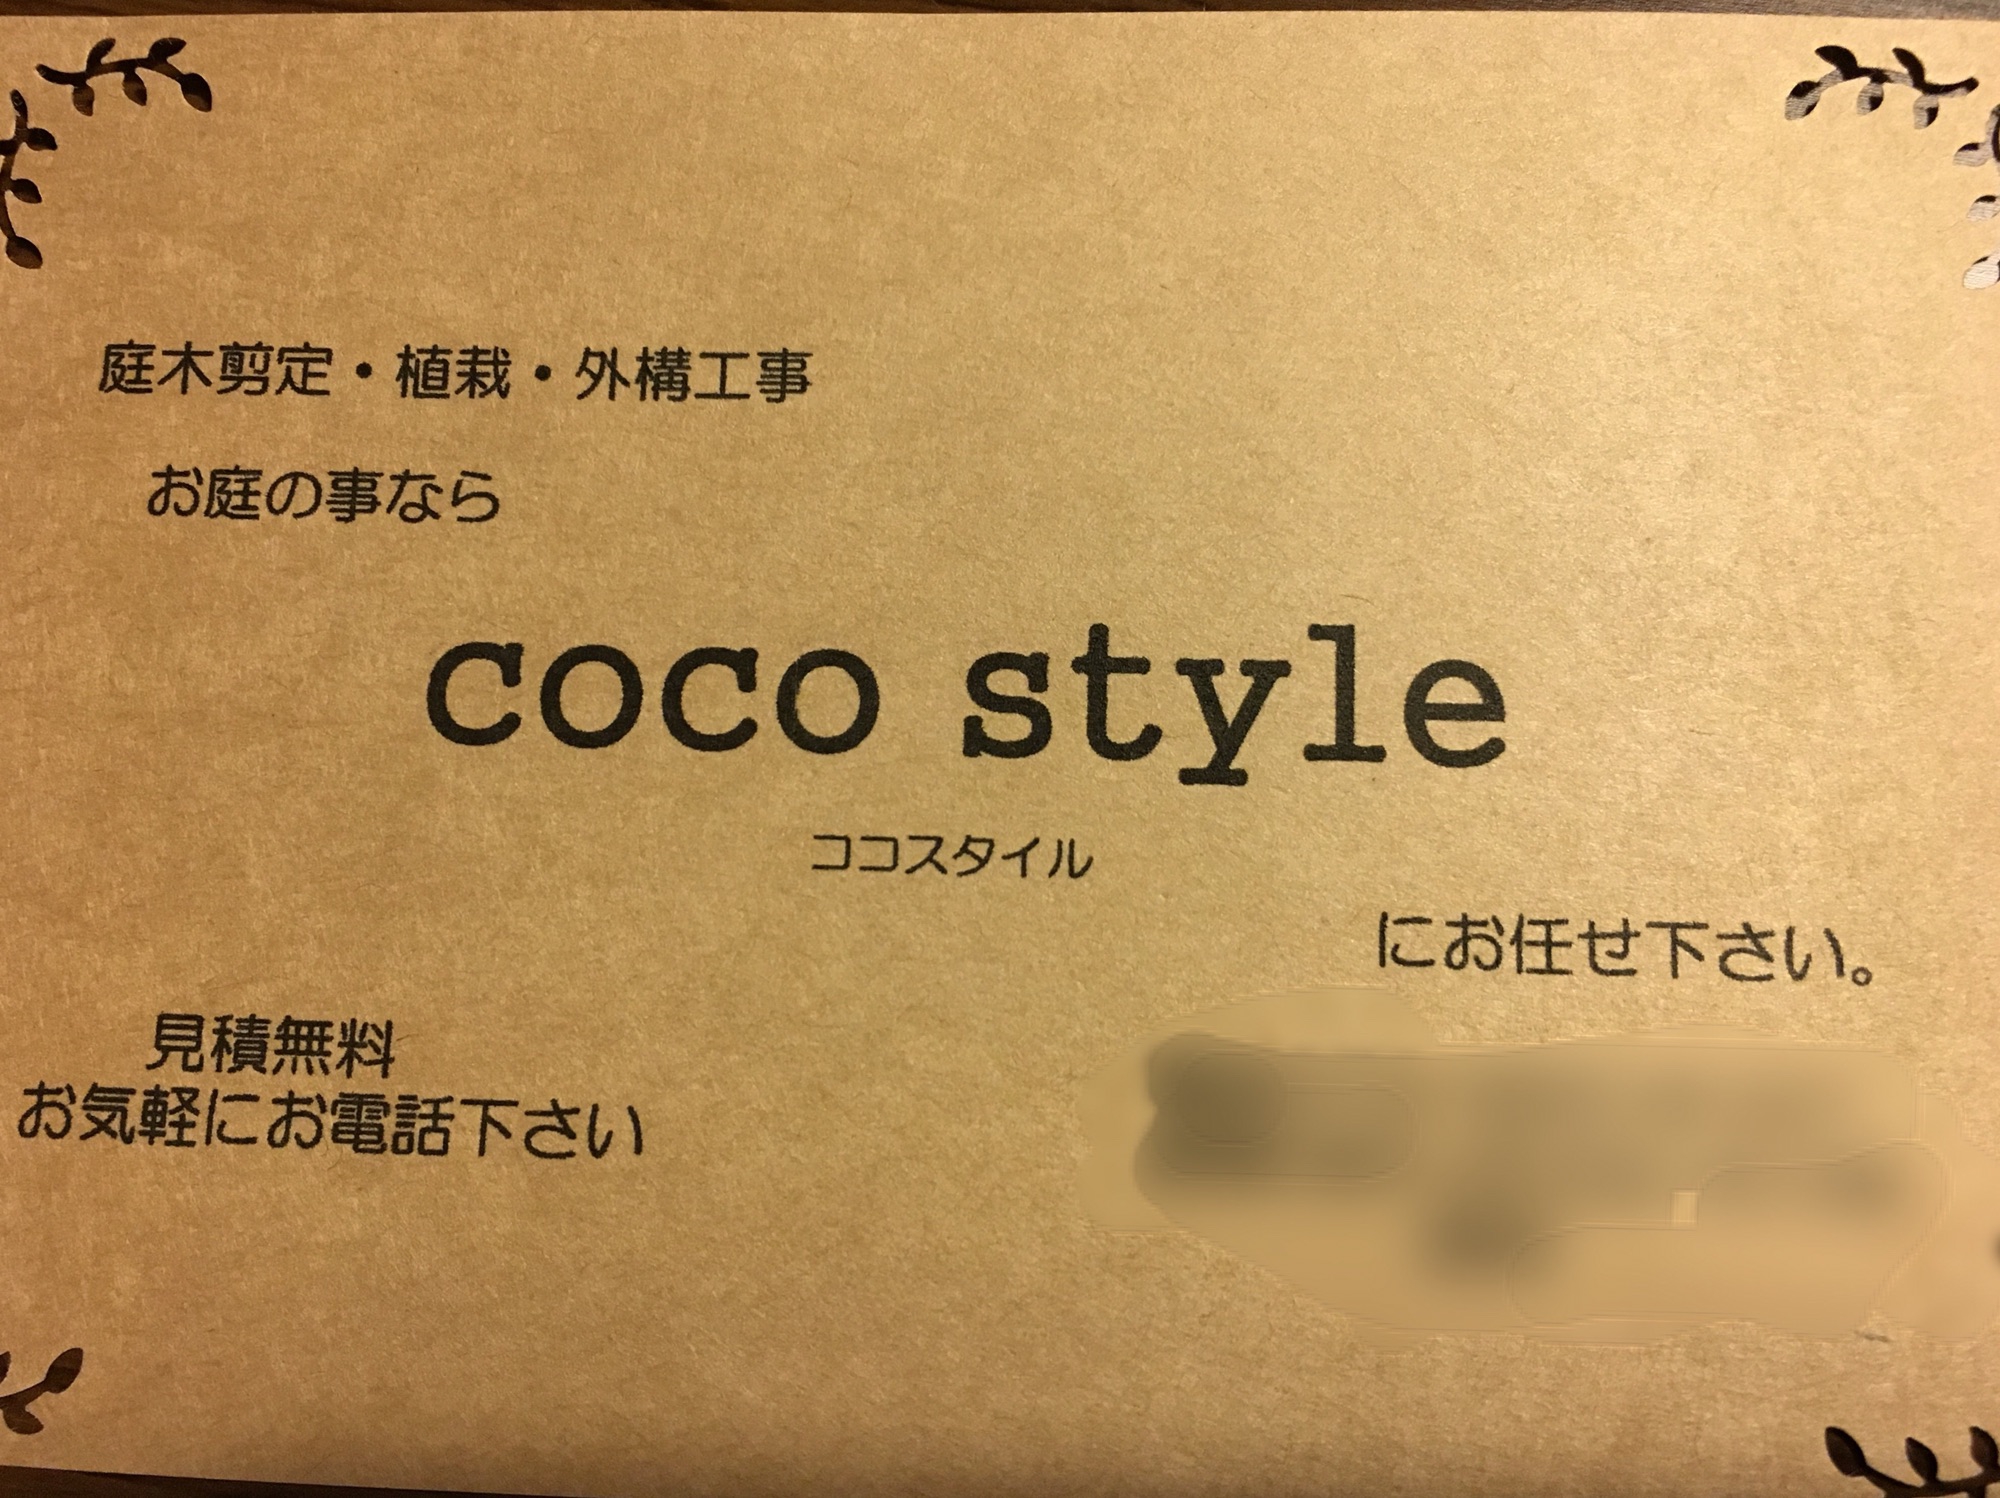 庭木剪定・植栽・外構工事
お庭の事なら
coco style
ココスタイル
にお任せ下さい。
見積無料
お気軽にお電話下さい